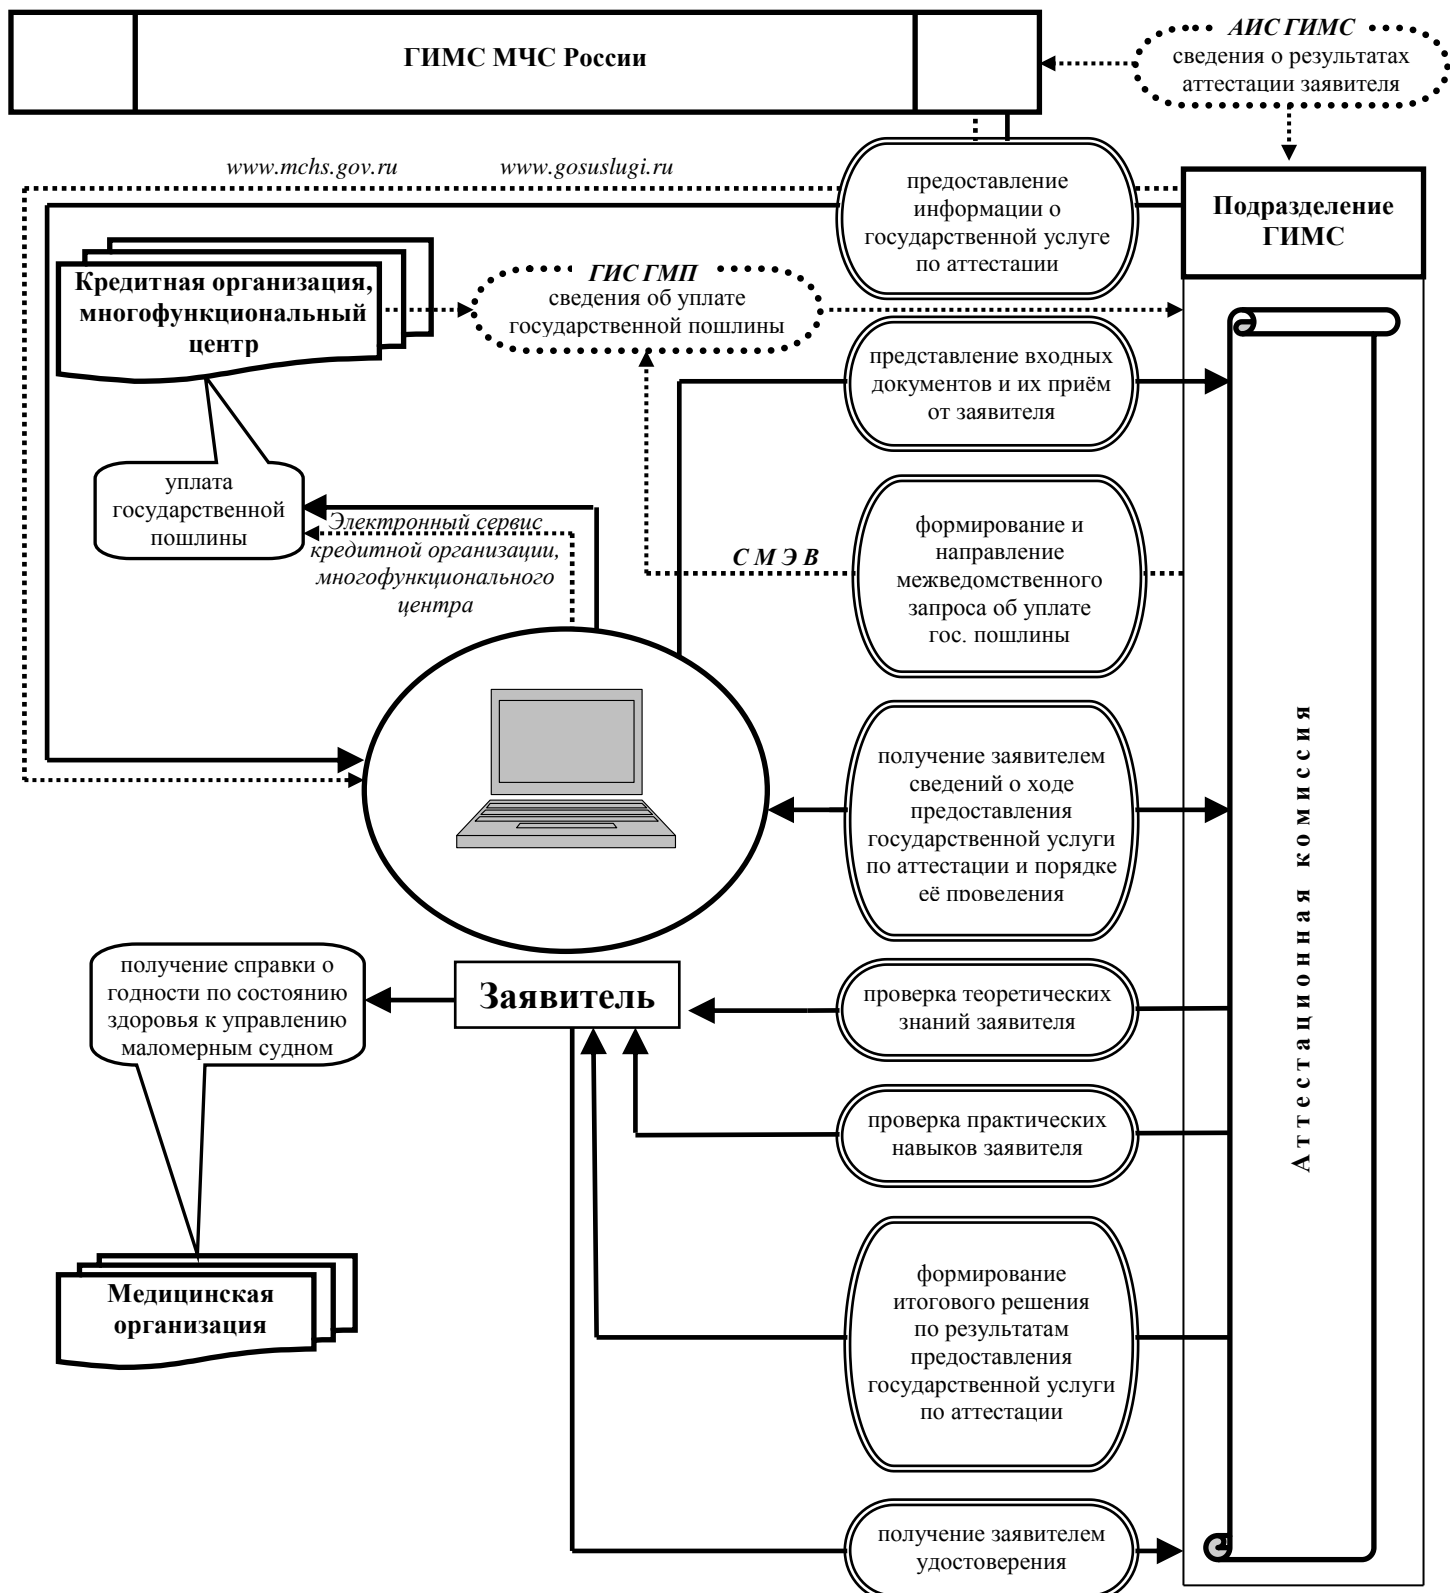 ГИМС МЧС России
АИС ГИМС
сведения о результатах
аттестации заявителя
www.mchs.gov.ru
www.gosuslugi.ru
предоставление
информации о
государственной услуге
по аттестации
Подразделение
ГИМС
Кредитная организация,
многофункциональный
центр
ГИС ГМП
сведения об уплате
государственной пошлины
представление входных
документов и их приём
от заявителя
уплата
государственной
пошлины
Электронный сервис
кредитной организации,
многофункционального
центра
С М Э В
формирование и
направление
межведомственного
запроса об уплате
гос. пошлины
получение заявителем
сведений о ходе
предоставления
государственной услуги
по аттестации и порядке
её проведения
Аттестационная комиссия
получение справки о
годности по состоянию
здоровья к управлению
маломерным судном
Заявитель
проверка теоретических
знаний заявителя
проверка практических
навыков заявителя
Медицинская
организация
формирование
итогового решения
по результатам
предоставления
государственной услуги
по аттестации
получение заявителем
удостоверения